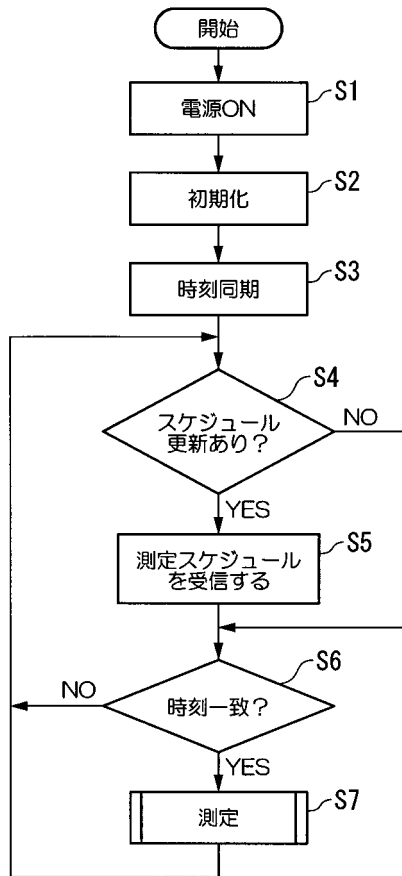 開始
電源ON
S1
初期化
S2
時刻同期
S3
S4
スケジュール
更新あり?
NO
YES
測定スケジュール
を受信する
S5
S6
時刻一致?
NO
YES
測定
S7